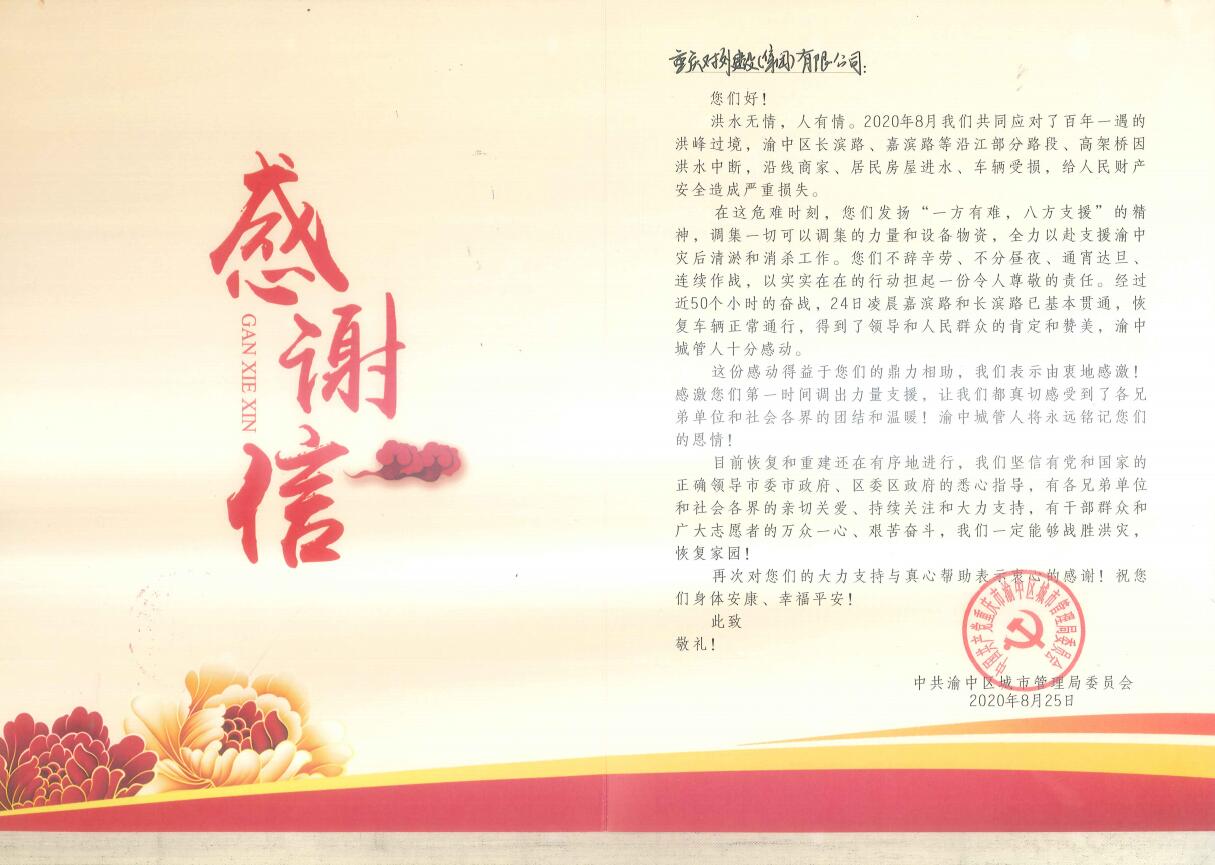 感
谢
信
GAN XIE XIN
重庆对外建设(集团)有限公司:
您们好!
洪水无情,人有情。2020年8月我们共同应对了百年一遇的
洪峰过境,渝中区长滨路、嘉滨路等沿江部分路段、高架桥因
洪水中断,沿线商家、居民房屋进水、车辆受损,给人民财产
安全造成严重损失。
在这危难时刻,您们发扬“一方有难,八方支援”的精
神,调集一切可以调集的力量和设备物资,全力以赴支援渝中
灾后清淤和消杀工作。您们不辞辛劳、不分昼夜、通宵达旦、
连续作战,以实实在在的行动担起一份令人尊敬的责任。经过
近50个小时的奋战,24日凌晨嘉滨路和长滨路已基本贯通,恢
复车辆正常通行,得到了领导和人民群众的肯定和赞美,渝中
城管人十分感动。
这份感动得益于您们的鼎力相助,我们表示由衷地感激!
感激您们第一时间调出力量支援,让我们都真切感受到了各兄
弟单位和社会各界的团结和温暖!渝中城管人将永远铭记您们
的恩情!
目前恢复和重建还在有序地进行,我们坚信有党和国家的
正确领导市委市政府、区委区政府的悉心指导,有各兄弟单位
和社会各界的亲切关爱、持续关注和大力支持,有干部群众和
广大志愿者的万众一心、艰苦奋斗,我们一定能够战胜洪灾,
恢复家园!
再次对您们的大力支持与真心帮助表示衷心的感谢!祝您
们身体安康、幸福平安!
此致
敬礼!
中国共产党重庆市渝中区城市管理局委员会
中共渝中区城市管理局委员会
2020年8月25日